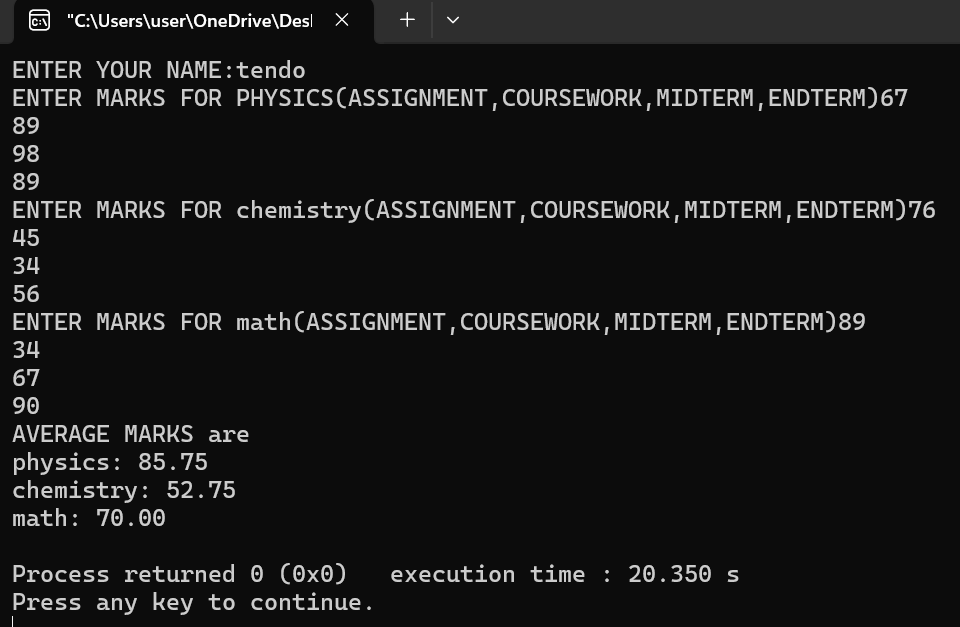 "C:\Users\user\OneDrive\Des
ENTER YOUR NAME:tendo
ENTER MARKS FOR PHYSICS(ASSIGNMENT,COURSEWORK,MIDTERM,ENDTERM)67
89
98
89
ENTER MARKS FOR chemistry(ASSIGNMENT,COURSEWORK,MIDTERM,ENDTERM)76
45
34
56
ENTER MARKS FOR math(ASSIGNMENT,COURSEWORK,MIDTERM,ENDTERM)89
34
67
90
AVERAGE MARKS are
physics: 85.75
chemistry: 52.75
math: 70.00
Process returned 0 (0x0)   execution time : 20.350 s
Press any key to continue.